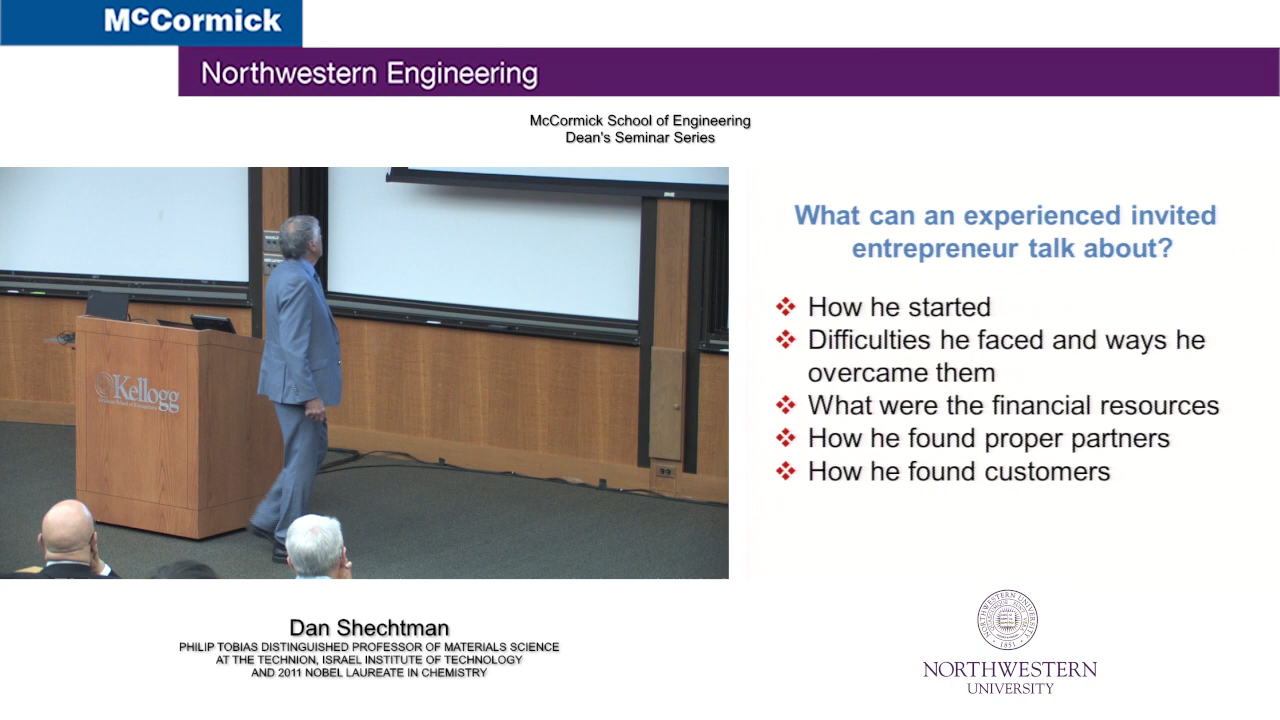 McCormick
Northwestern Engineering
McCormick School of Engineering
Dean's Seminar Series
What can an experienced invited
entrepreneur talk about?
❖ How he started
❖ Difficulties he faced and ways he
overcame them
❖ What were the financial resources
❖ How he found proper partners
❖ How he found customers
Kellogg
Dan Shechtman
PHILIP TOBIAS DISTINGUISHED PROFESSOR OF MATERIALS SCIENCE
AT THE TECHNION, ISRAEL INSTITUTE OF TECHNOLOGY
AND 2011 NOBEL LAUREATE IN CHEMISTRY
1851
NORTHWESTERN
UNIVERSITY